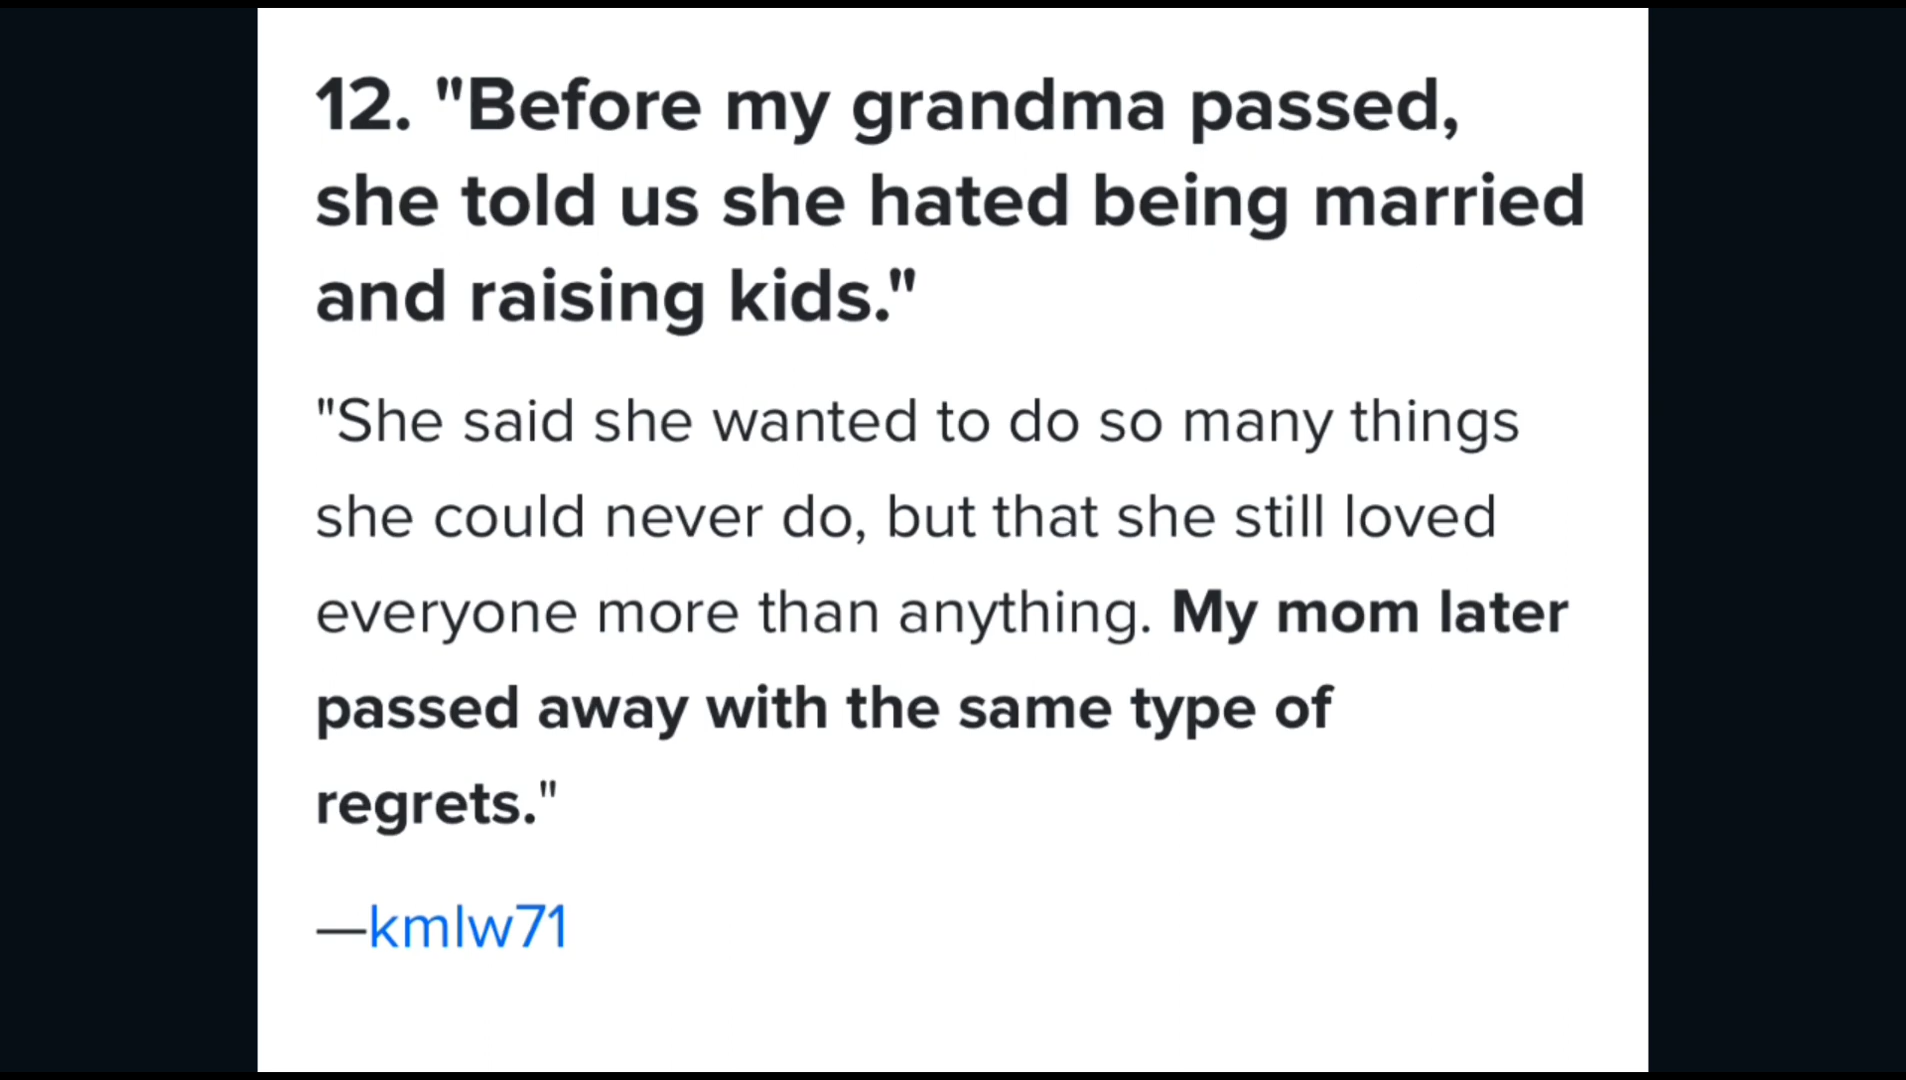 12. "Before my grandma passed,
she told us she hated being married
and raising kids."
"She said she wanted to do so many things
she could never do, but that she still loved
everyone more than anything. My mom later
passed away with the same type of
regrets."
—kmlw71